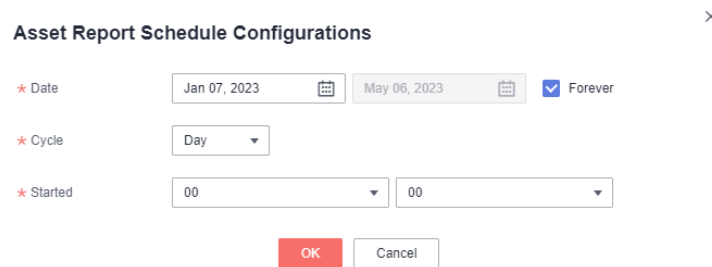 Asset Report Schedule Configurations
* Date Jan 07, 2023 May 06, 2023 Forever
* Cycle Day
* Started 00 00
OK Cancel